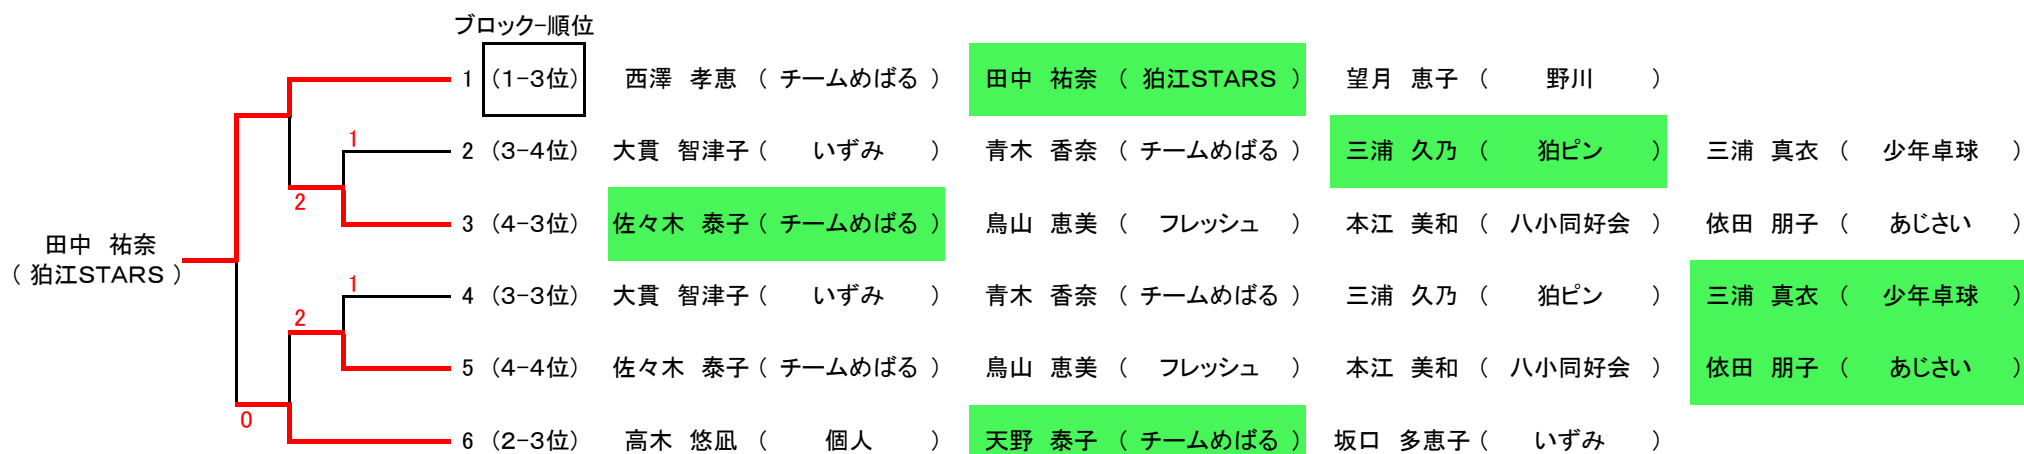 ブロック-順位
1 (1-3位) 西澤 孝恵 ( チームめばる ) 田中 祐奈 ( 狛江STARS ) 望月 恵子 ( 野川 )
1
2 (3-4位) 大貫 智津子 ( いずみ ) 青木 香奈 ( チームめばる ) 三浦 久乃 ( 狛ピン ) 三浦 真衣 ( 少年卓球 )
2
3 (4-3位) 佐々木 泰子 ( チームめばる ) 鳥山 恵美 ( フレッシュ ) 本江 美和 ( 八小同好会 ) 依田 朋子 ( あじさい )
田中 祐奈
( 狛江STARS )
1
4 (3-3位) 大貫 智津子 ( いずみ ) 青木 香奈 ( チームめばる ) 三浦 久乃 ( 狛ピン ) 三浦 真衣 ( 少年卓球 )
2
5 (4-4位) 佐々木 泰子 ( チームめばる ) 鳥山 恵美 ( フレッシュ ) 本江 美和 ( 八小同好会 ) 依田 朋子 ( あじさい )
0
6 (2-3位) 高木 悠凪 ( 個人 ) 天野 泰子 ( チームめばる ) 坂口 多恵子 ( いずみ )